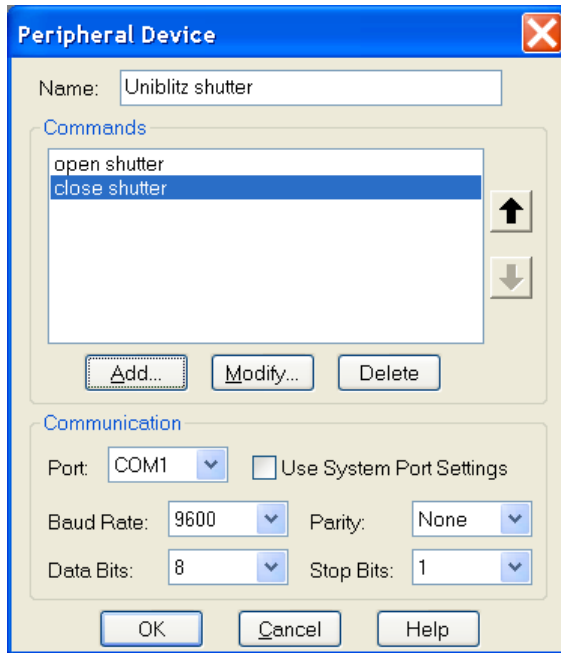 Peripheral Device
Name: Uniblitz shutter
Commands
open shutter
close shutter
Add... Modify... Delete
Communication
Port: COM1 Use System Port Settings
Baud Rate: 9600 Parity: None
Data Bits: 8 Stop Bits: 1
OK Cancel Help